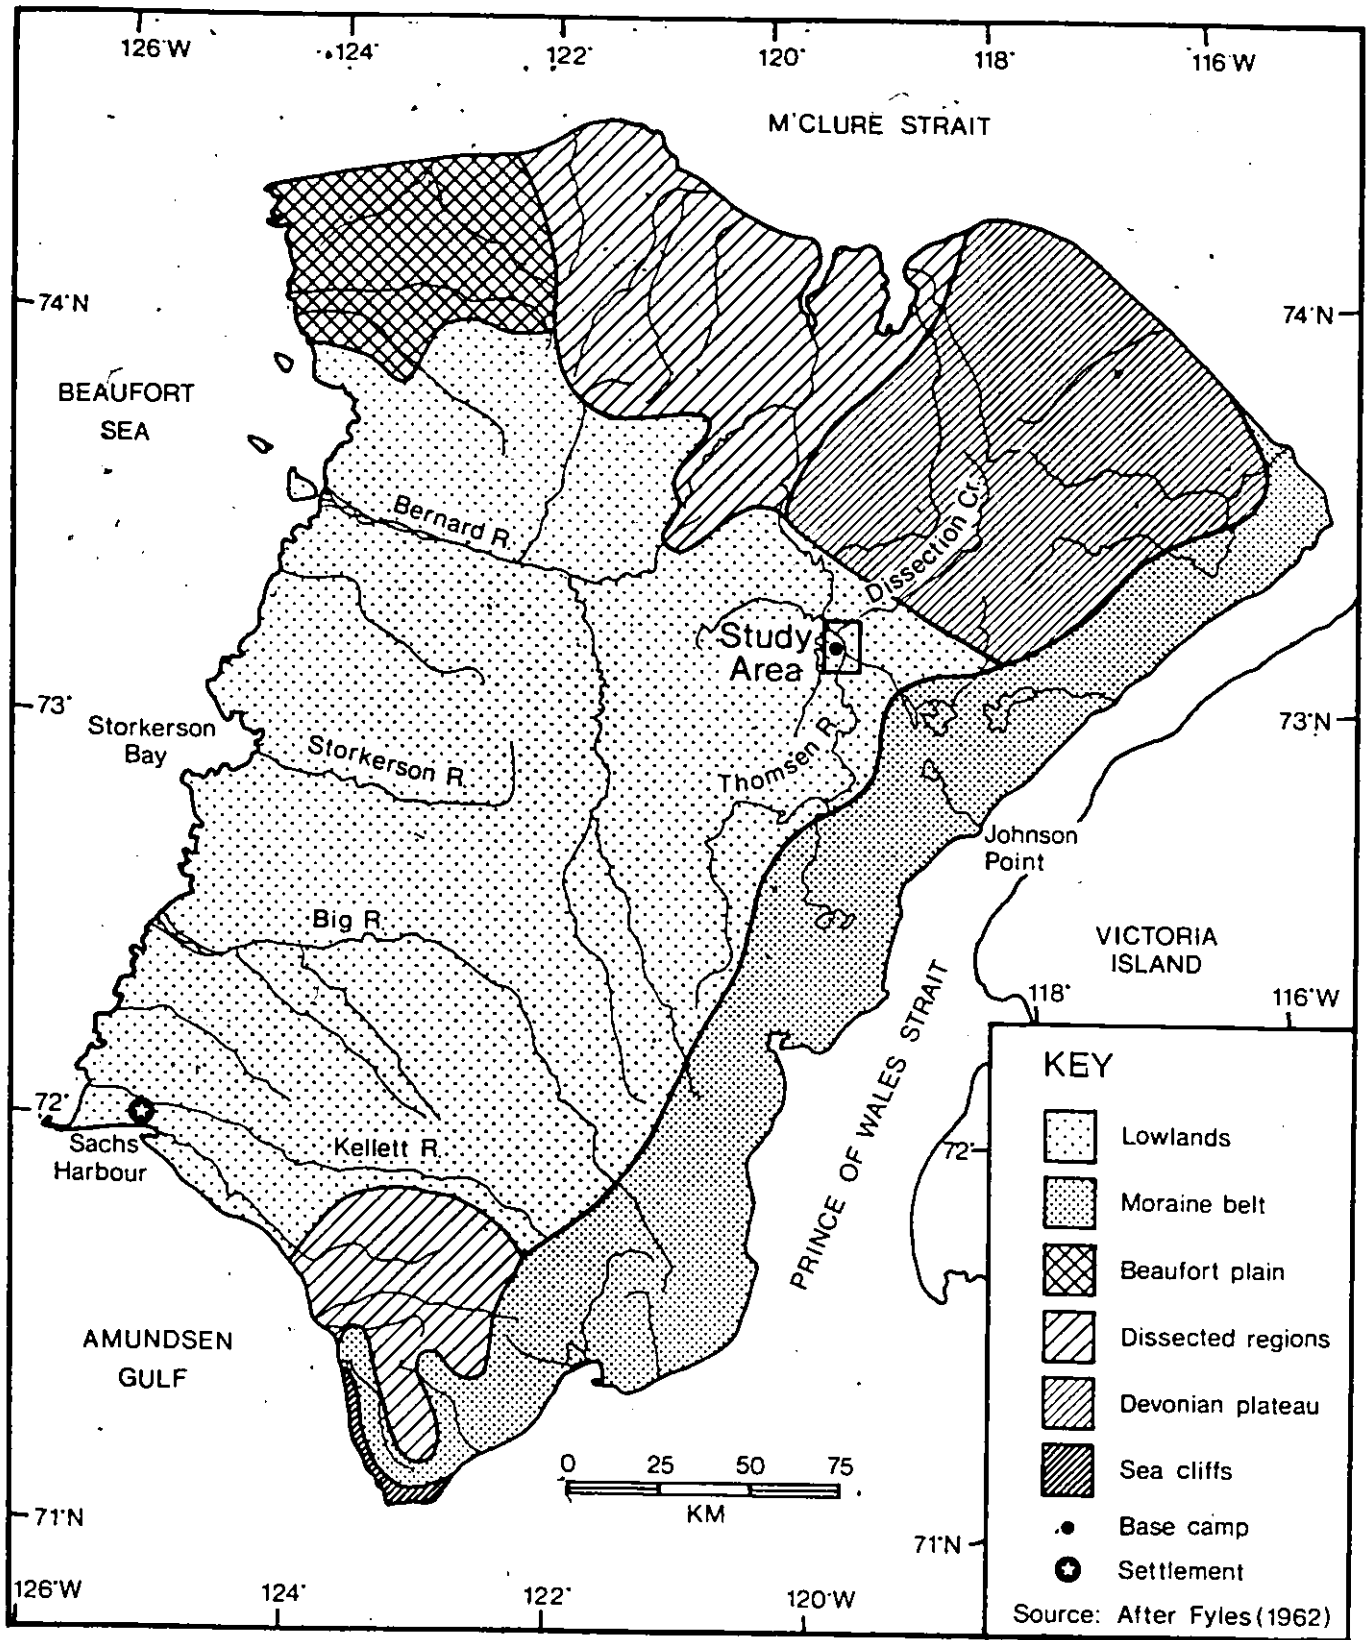 126°W 124° 122° 120° 118° 116°W
M'CLURE STRAIT
74°N
74°N
BEAUFORT
SEA
Bernard R.
Dissection Cr.
Study
Area
73°
73°N
Storkerson
Bay
Storkerson R.
Thomsen R.
Johnson
Point
Big R.
VICTORIA
ISLAND
118°
116°W
PRINCE OF WALES STRAIT
72°
72°
Sachs
Harbour
Kellett R.
AMUNDSEN
GULF
0 25 50 75
KM
71°N
71°N
126°W 124° 122° 120°W
KEY
Lowlands
Moraine belt
Beaufort plain
Dissected regions
Devonian plateau
Sea cliffs
Base camp
Settlement
Source: After Fyles (1962)